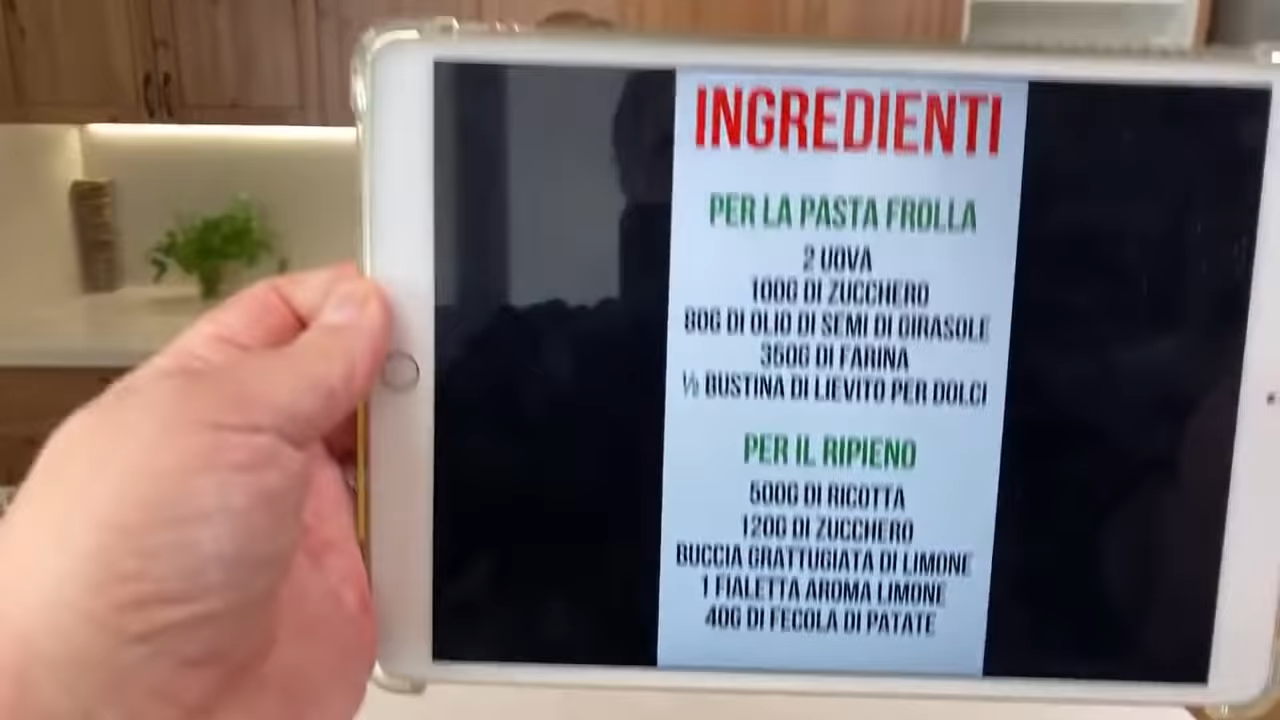 INGREDIENTI
PER LA PASTA FROLLA
2 UOVA
100G DI ZUCCHERO
80G DI OLIO DI SEMI DI GIRASOLE
350G DI FARINA
½ BUSTINA DI LIEVITO PER DOLCI
PER IL RIPIENO
500G DI RICOTTA
120G DI ZUCCHERO
BUCCIA GRATTUGIATA DI LIMONE
1 FIALETTA AROMA LIMONE
40G DI FECOLA DI PATATE